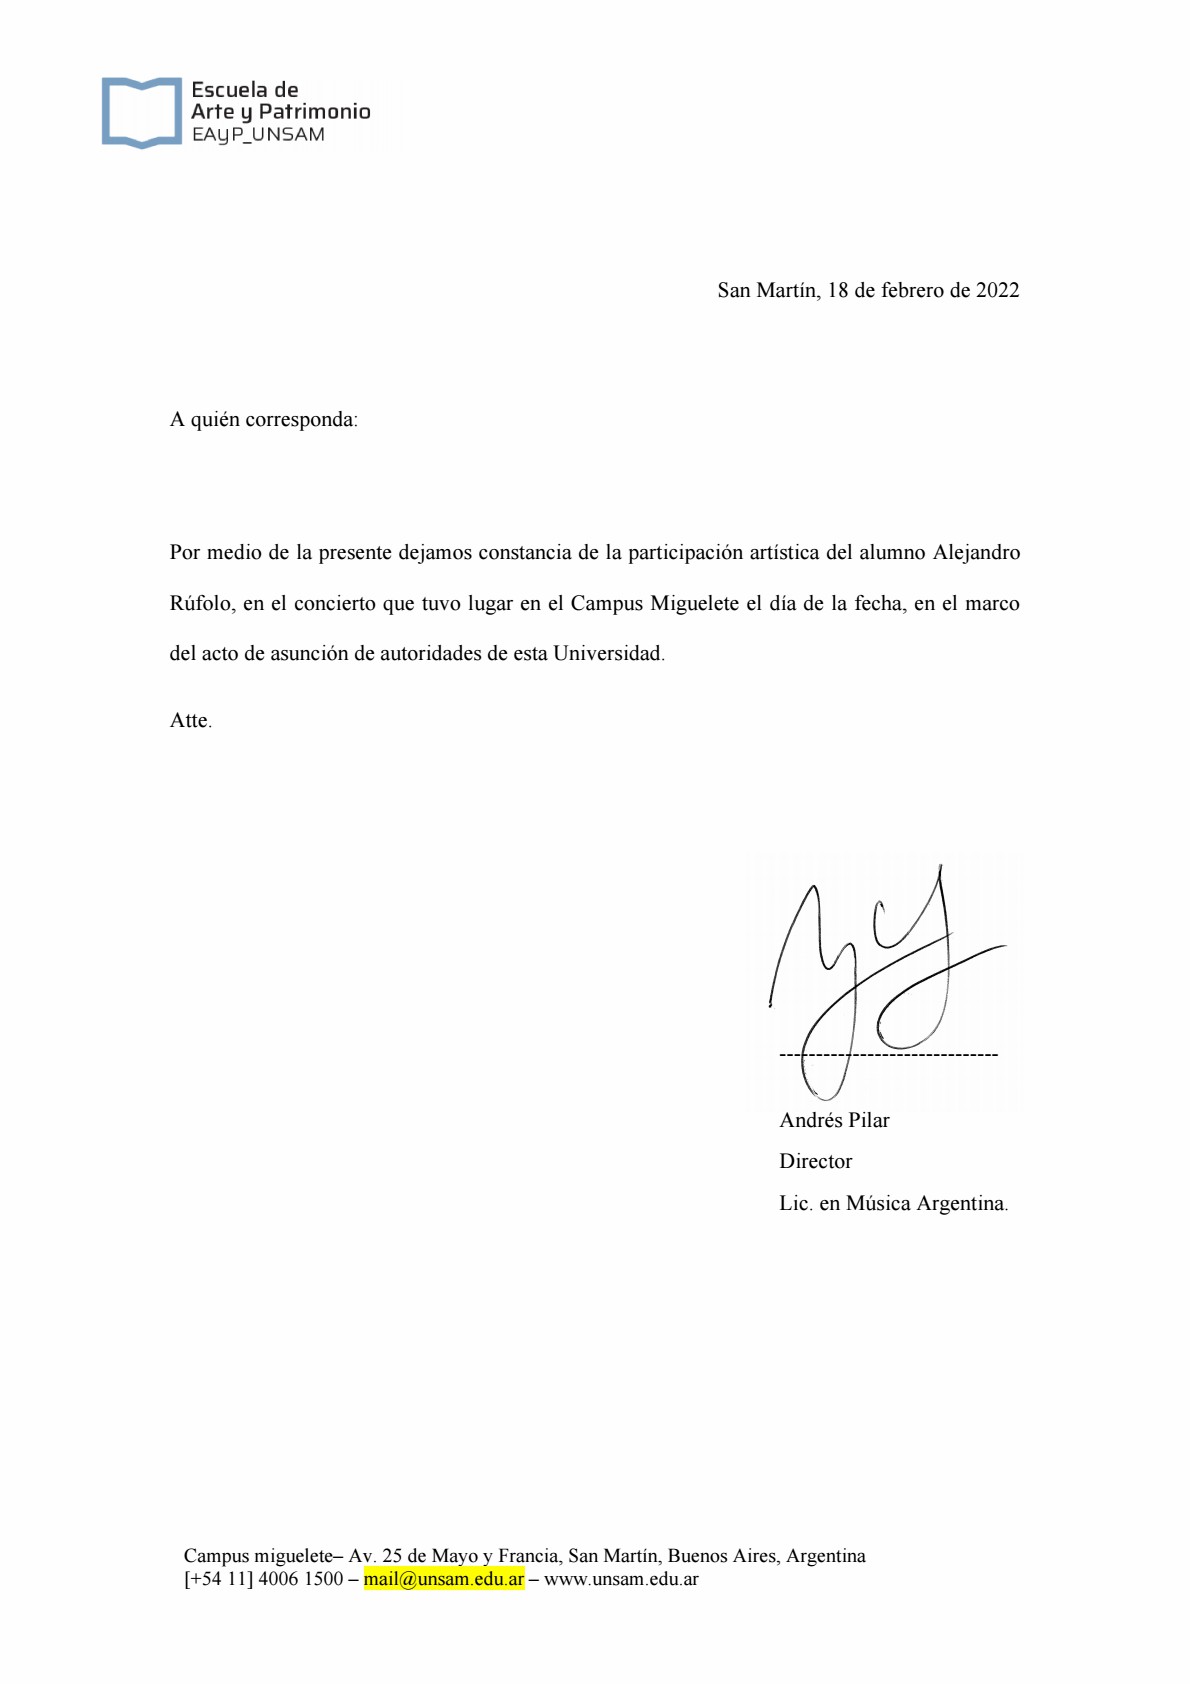 Escuela de
Arte y Patrimonio
EAyP_UNSAM
San Martín, 18 de febrero de 2022
A quién corresponda:
Por medio de la presente dejamos constancia de la participación artística del alumno Alejandro
Rúfolo, en el concierto que tuvo lugar en el Campus Miguelete el día de la fecha, en el marco
del acto de asunción de autoridades de esta Universidad.
Atte.
------------------------------
Andrés Pilar
Director
Lic. en Música Argentina.
Campus miguelete– Av. 25 de Mayo y Francia, San Martín, Buenos Aires, Argentina
[+54 11] 4006 1500 – mail@unsam.edu.ar – www.unsam.edu.ar